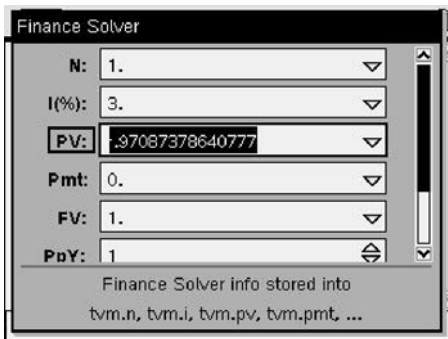 Finance Solver
N: 1.
I(%): 3.
PV: -.97087378640777
Pmt: 0.
FV: 1.
PpY: 1
Finance Solver info stored into
tvm.n, tvm.i, tvm.pv, tvm.pmt, ...